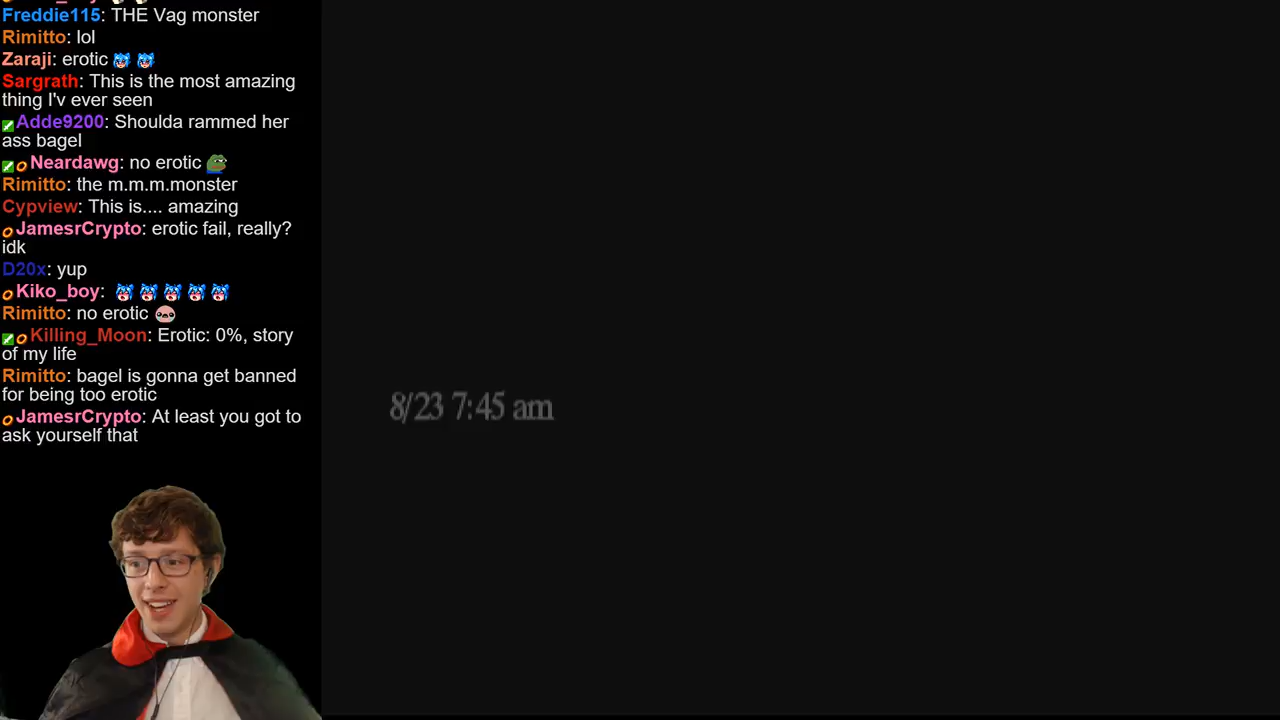 Freddie115: THE Vag monster
Rimitto: lol
Zaraji: erotic
Sargrath: This is the most amazing
thing I'v ever seen
Adde9200: Shoulda rammed her
ass bagel
Neardawg: no erotic
Rimitto: the m.m.m.monster
Cypview: This is.... amazing
JamesrCrypto: erotic fail, really?
idk
D20x: yup
Kiko_boy:
Rimitto: no erotic
Killing_Moon: Erotic: 0%, story
of my life
Rimitto: bagel is gonna get banned
for being too erotic
JamesrCrypto: At least you got to
ask yourself that
8/23 7:45 am